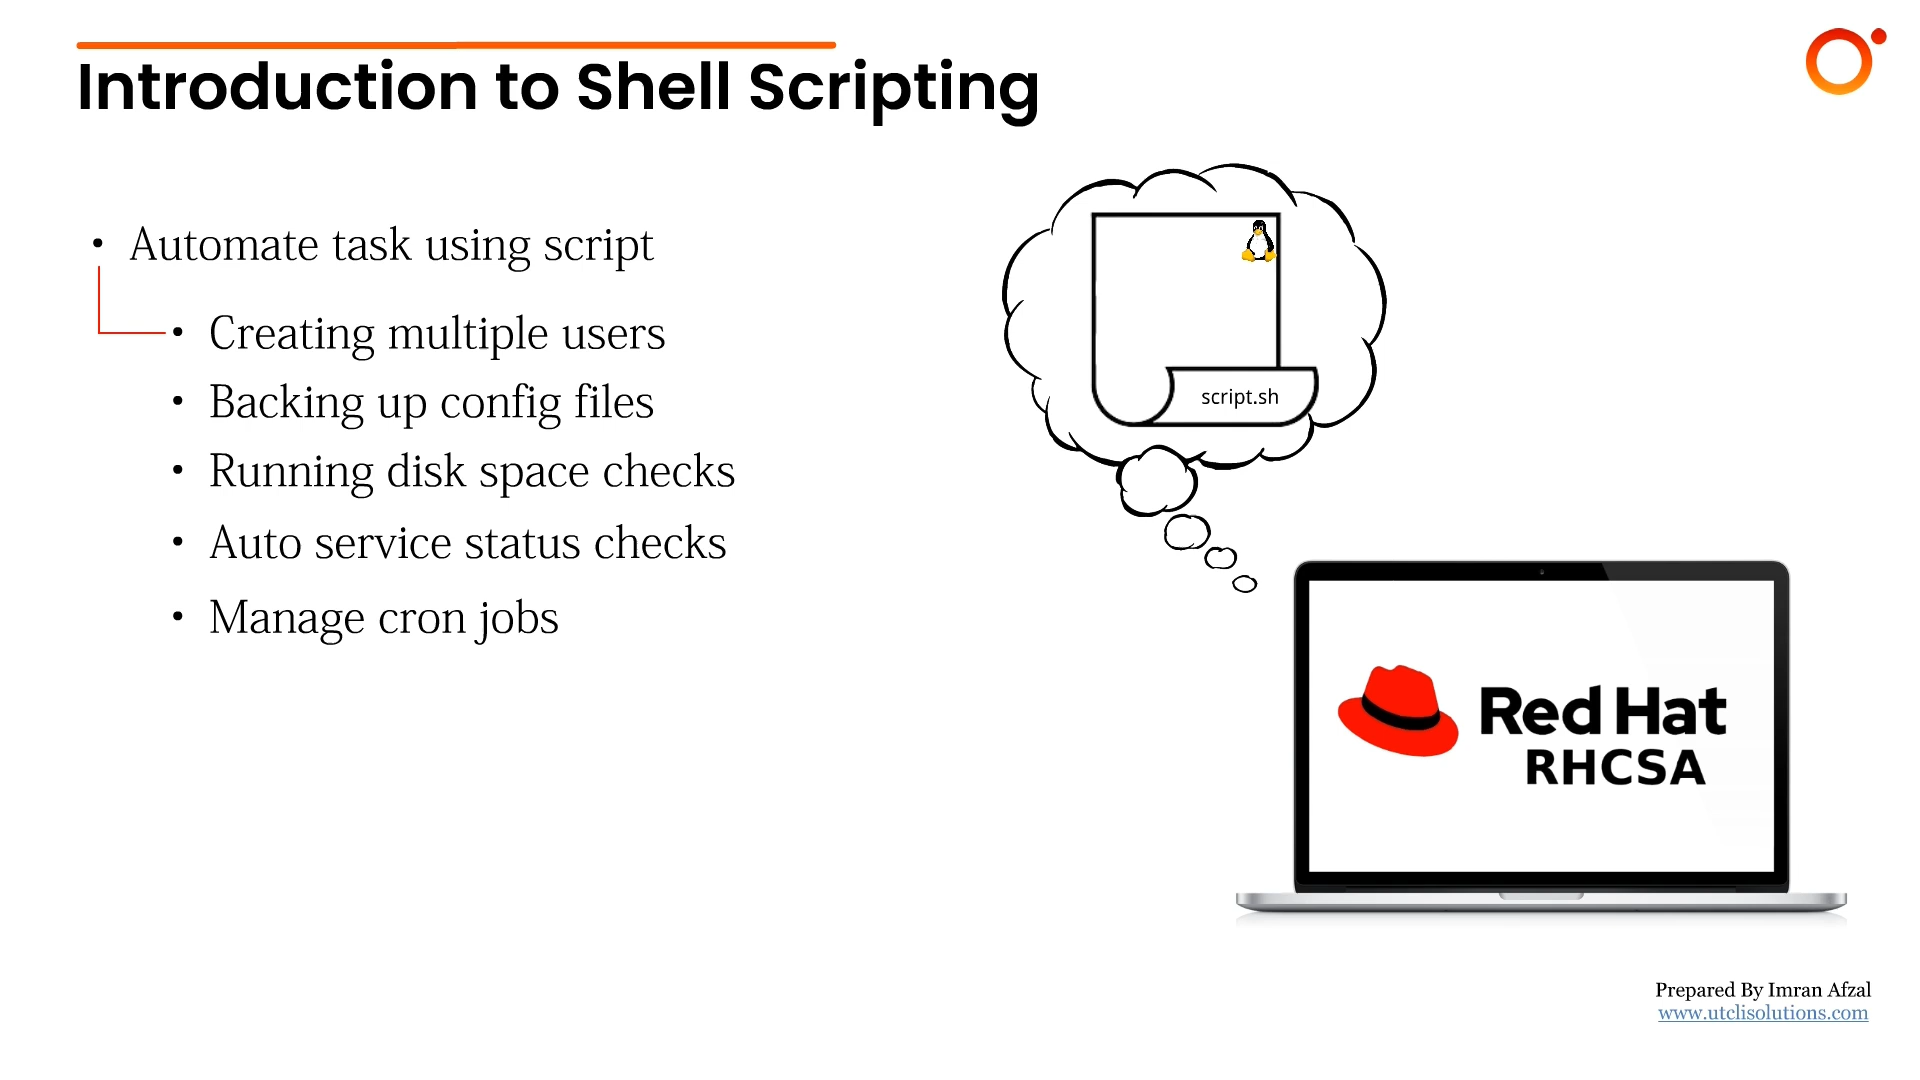 Introduction to Shell Scripting
• Automate task using script
• Creating multiple users
• Backing up config files
• Running disk space checks
• Auto service status checks
• Manage cron jobs
script.sh
Red Hat
RHCSA
Prepared By Imran Afzal
www.utclisolutions.com